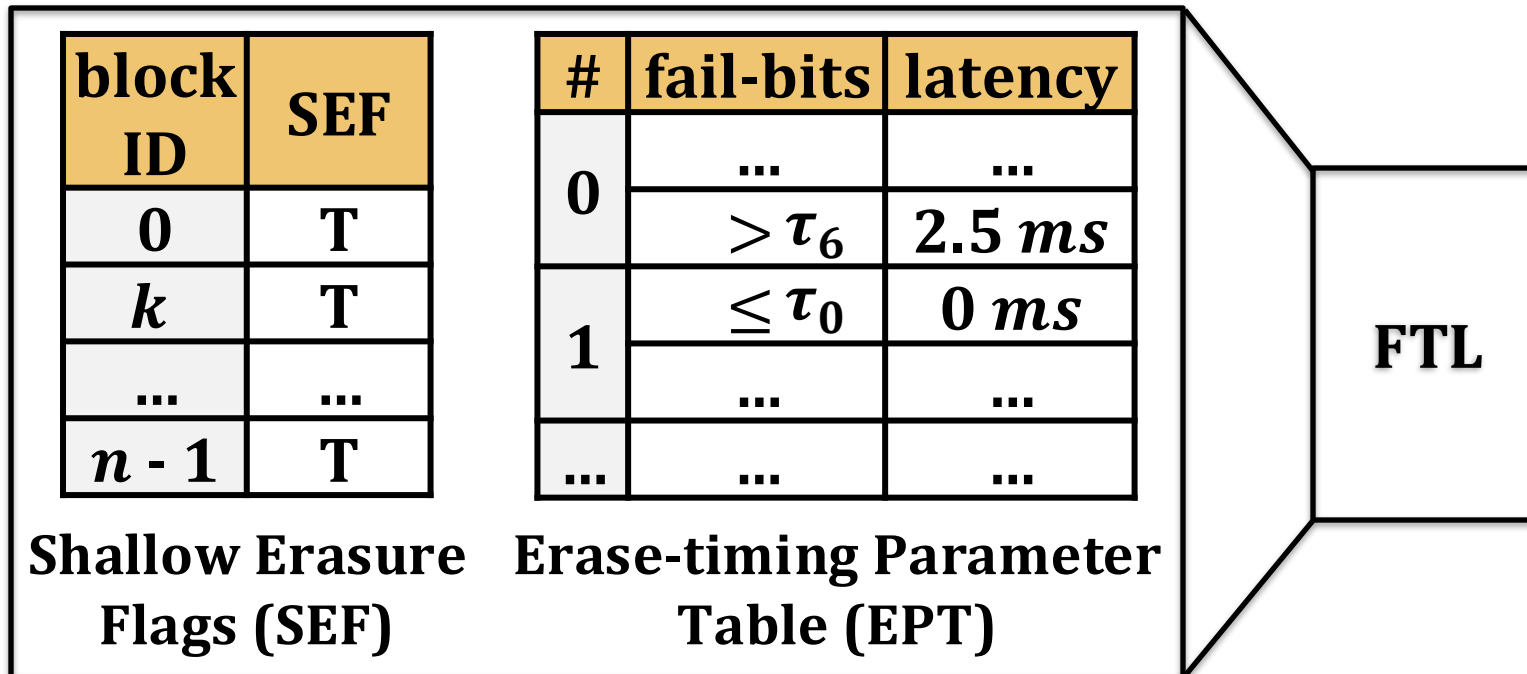 block ID SEF
0 T
k T
... ...
n - 1 T
Shallow Erasure
Flags (SEF)
# fail-bits latency
0 ... ...
> τ₆ 2.5 ms
1 ≤ τ₀ 0 ms
... ...
... ... ...
Erase-timing Parameter
Table (EPT)
FTL